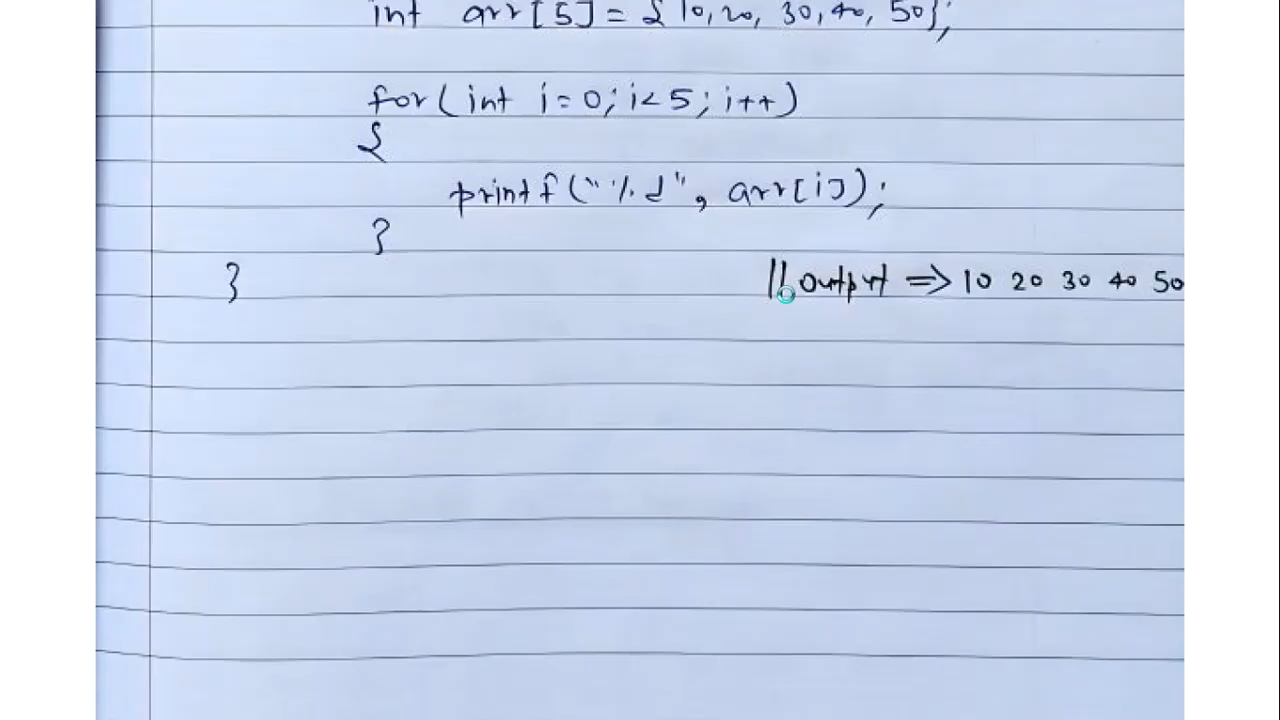 int arr[5] = {10,20, 30,40, 50};
for(int i=0; i<5; i++)
{
printf("%d", arr[i]);
}
} //output => 10 20 30 40 50